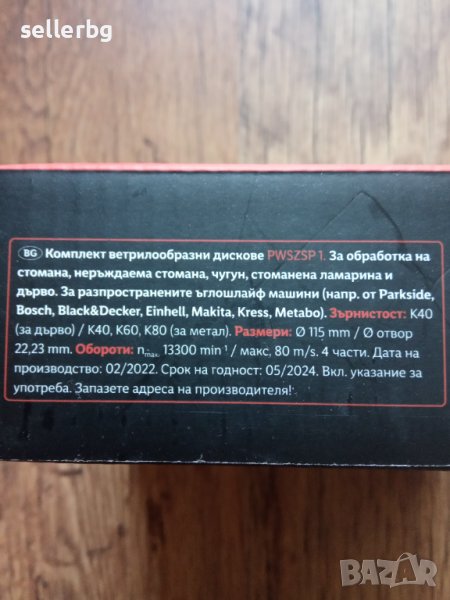 sellerbg
BG Комплект ветрилообразни дискове PWSZSP 1. За обработка на
стомана, неръждаема стомана, чугун, стоманена ламарина и
дърво. За разпространените ъглошлайф машини (напр. от Parkside,
Bosch, Black&Decker, Einhell, Makita, Kress, Metabo). Зърнистост: K40
(за дърво) / K40, K60, K80 (за метал). Размери: Ø 115 mm / Ø отвор
22,23 mm. Обороти: nmax. 13300 min⁻¹ / макс. 80 m/s. 4 части. Дата на
производство: 02/2022. Срок на годност: 05/2024. Вкл. указание за
употреба. Запазете адреса на производителя!
BAZAR